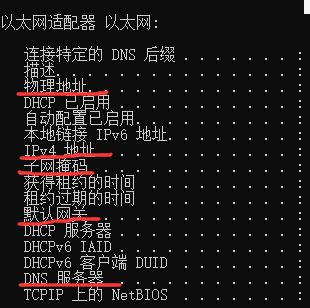 以太网适配器 以太网:
连接特定的 DNS 后缀 . . . . . . . . :
描述. . . . . . . . . . . . . . . :
物理地址. . . . . . . . . . . . . :
DHCP 已启用 . . . . . . . . . . . :
自动配置已启用. . . . . . . . . . :
本地链接 IPv6 地址. . . . . . . . :
IPv4 地址 . . . . . . . . . . . . :
子网掩码 . . . . . . . . . . . . :
获得租约的时间 . . . . . . . . . :
租约过期的时间 . . . . . . . . . :
默认网关. . . . . . . . . . . . . :
DHCP 服务器 . . . . . . . . . . . :
DHCPv6 IAID . . . . . . . . . . . :
DHCPv6 客户端 DUID . . . . . . . :
DNS 服务器 . . . . . . . . . . . :
TCPIP 上的 NetBIOS . . . . . . . :